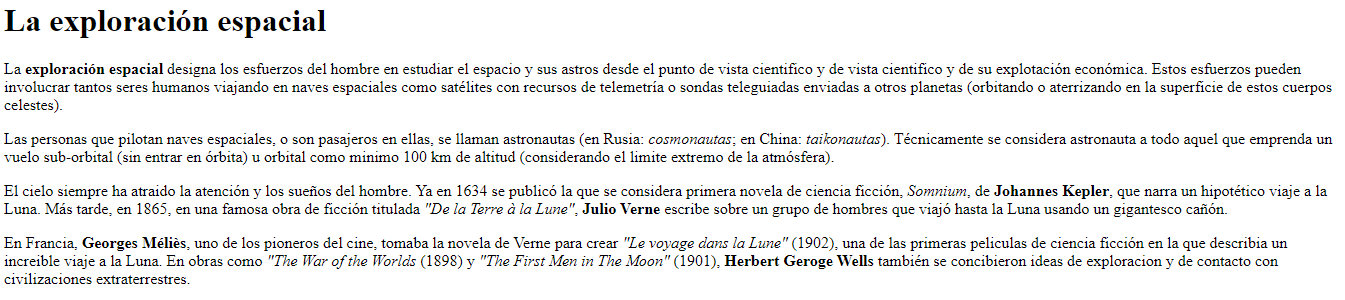 La exploración espacial
La exploración espacial designa los esfuerzos del hombre en estudiar el espacio y sus astros desde el punto de vista cientifico y de vista cientifico y de su explotación económica. Estos esfuerzos pueden
involucrar tantos seres humanos viajando en naves espaciales como satélites con recursos de telemetría o sondas teleguiadas enviadas a otros planetas (orbitando o aterrizando en la superficie de estos cuerpos
celestes).
Las personas que pilotan naves espaciales, o son pasajeros en ellas, se llaman astronautas (en Rusia: cosmonautas; en China: taikonautas). Técnicamente se considera astronauta a todo aquel que emprenda un
vuelo sub-orbital (sin entrar en órbita) u orbital como minimo 100 km de altitud (considerando el limite extremo de la atmósfera).
El cielo siempre ha atraido la atención y los sueños del hombre. Ya en 1634 se publicó la que se considera primera novela de ciencia ficción, Somnium, de Johannes Kepler, que narra un hipotético viaje a la
Luna. Más tarde, en 1865, en una famosa obra de ficción titulada "De la Terre à la Lune", Julio Verne escribe sobre un grupo de hombres que viajó hasta la Luna usando un gigantesco cañón.
En Francia, Georges Méliès, uno de los pioneros del cine, tomaba la novela de Verne para crear "Le voyage dans la Lune" (1902), una de las primeras peliculas de ciencia ficción en la que describia un
increible viaje a la Luna. En obras como "The War of the Worlds (1898) y "The First Men in The Moon" (1901), Herbert Geroge Wells también se concibieron ideas de exploracion y de contacto con
civilizaciones extraterrestres.